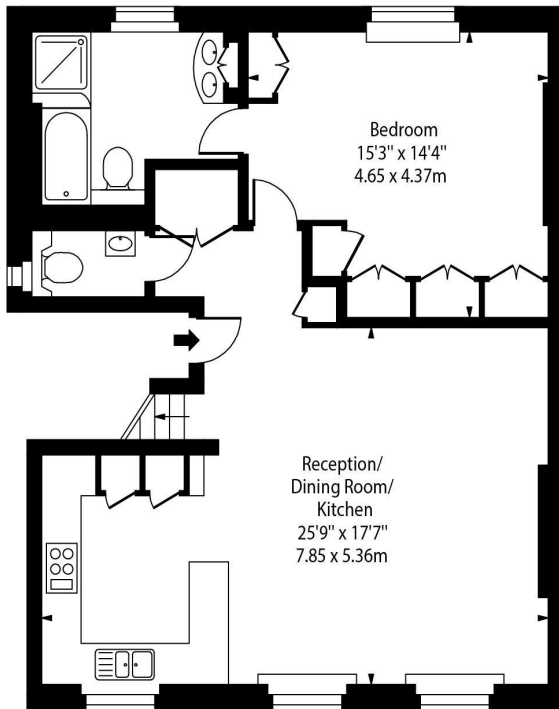 Bedroom
15'3" x 14'4"
4.65 x 4.37m
Reception/
Dining Room/
Kitchen
25'9" x 17'7"
7.85 x 5.36m